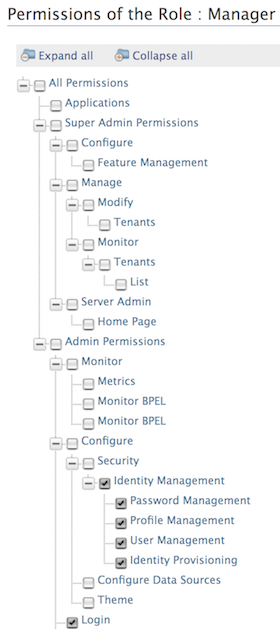 Permissions of the Role : Manager
Expand all Collapse all
All Permissions
Applications
Super Admin Permissions
Configure
Feature Management
Manage
Modify
Tenants
Monitor
Tenants
List
Server Admin
Home Page
Admin Permissions
Monitor
Metrics
Monitor BPEL
Monitor BPEL
Configure
Security
Identity Management
Password Management
Profile Management
User Management
Identity Provisioning
Configure Data Sources
Theme
Login